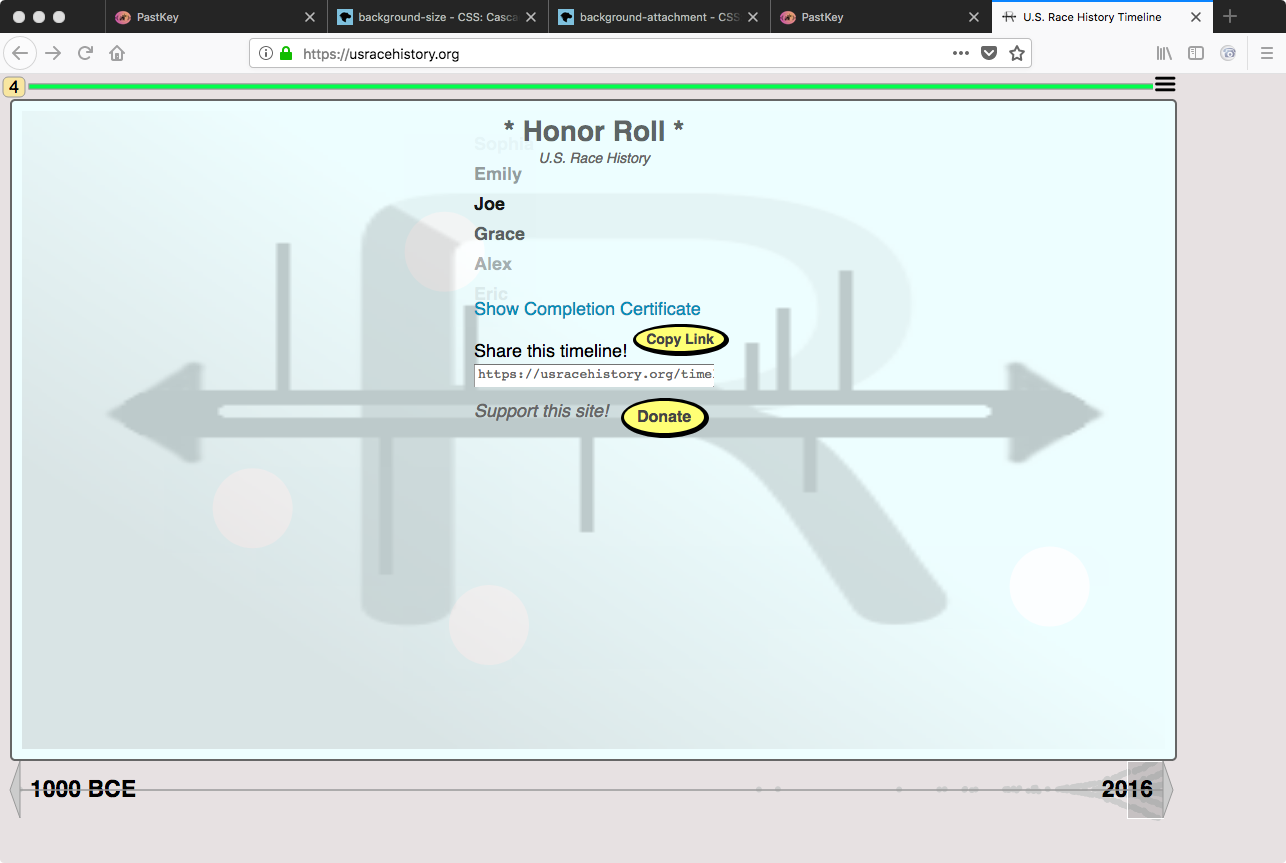 PastKey
background-size - CSS: Casca
background-attachment - CSS
PastKey
U.S. Race History Timeline
https://usracehistory.org
4
* Honor Roll *
Sophia
U.S. Race History
Emily
Joe
Grace
Alex
Eric
Show Completion Certificate
Copy Link
Share this timeline!
https://usracehistory.org/time
Support this site!
Donate
1000 BCE
2016